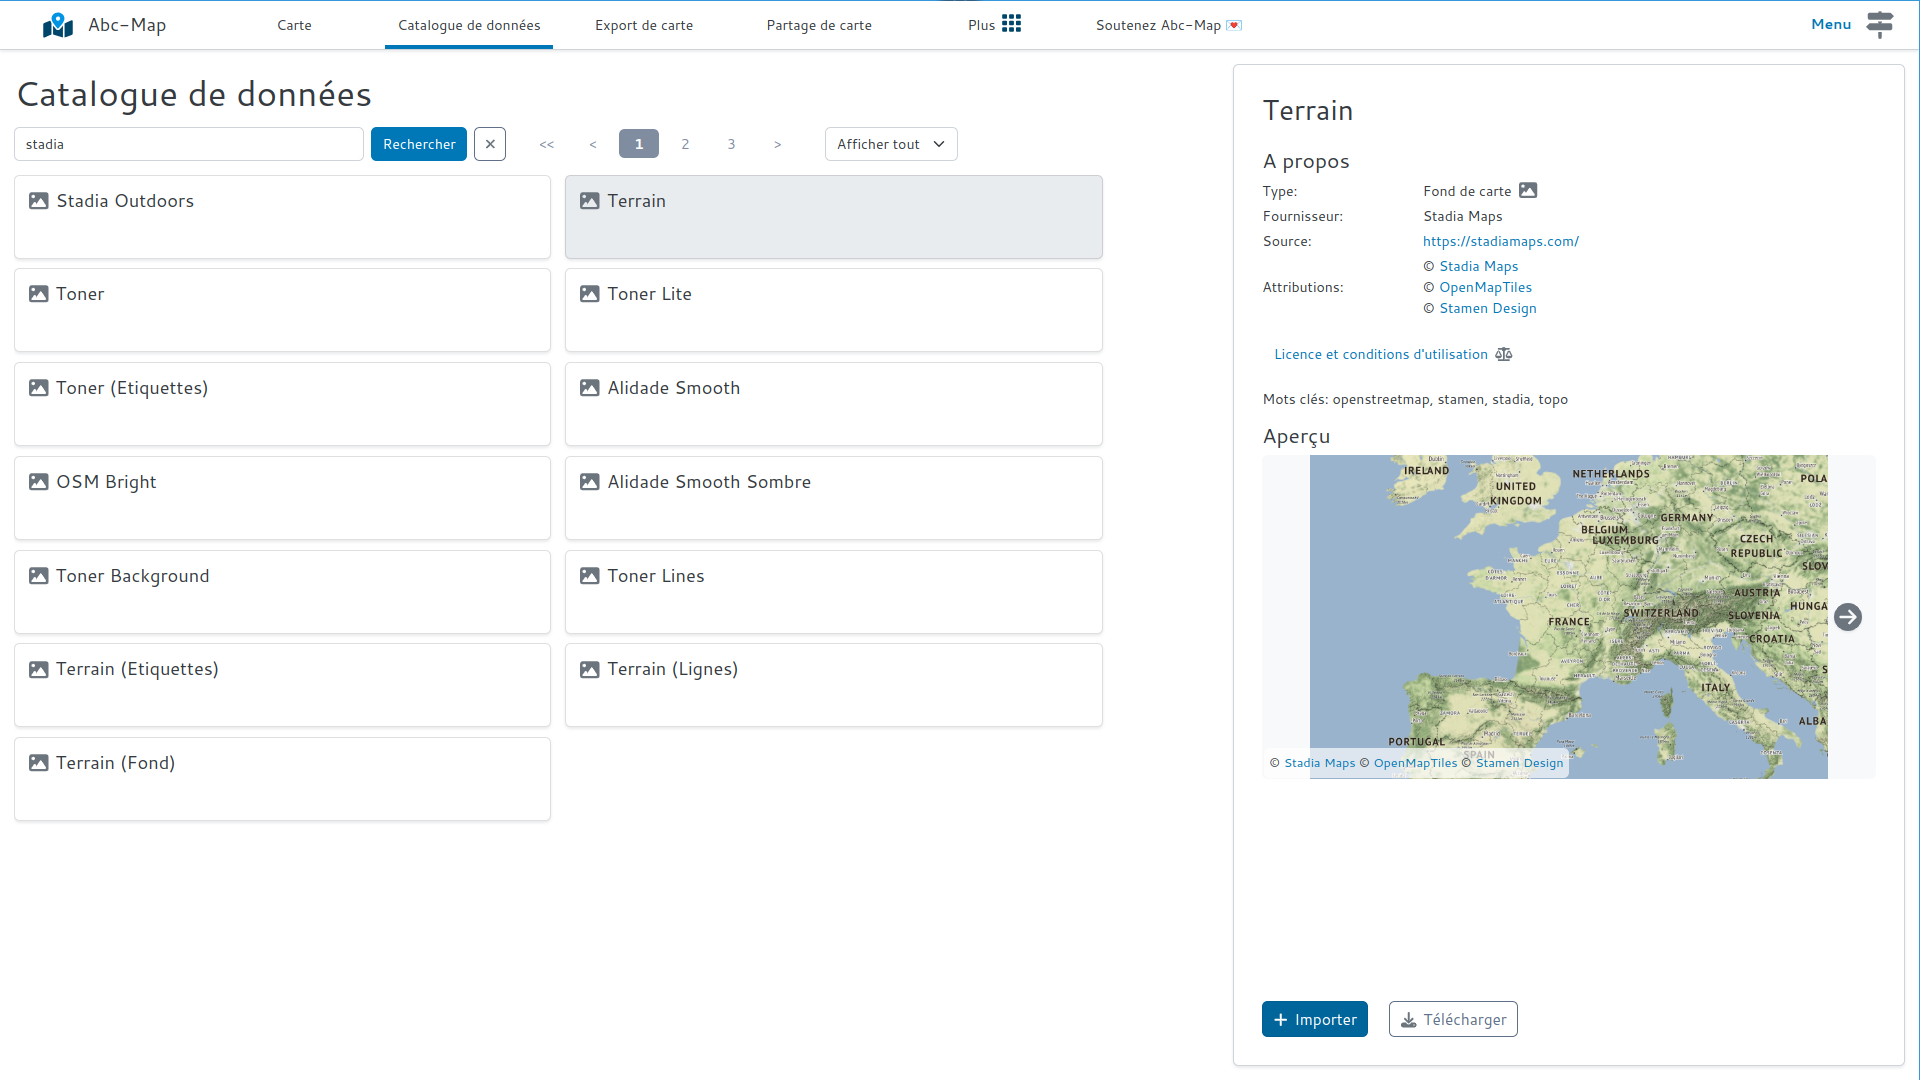 Abc-Map
Carte
Catalogue de données
Export de carte
Partage de carte
Plus
Soutenez Abc-Map
Menu
Catalogue de données
stadia
Rechercher
<<
<
1
2
3
>
Afficher tout
Stadia Outdoors
Terrain
Toner
Toner Lite
Toner (Etiquettes)
Alidade Smooth
OSM Bright
Alidade Smooth Sombre
Toner Background
Toner Lines
Terrain (Etiquettes)
Terrain (Lignes)
Terrain (Fond)
Terrain
A propos
Type: Fond de carte
Fournisseur: Stadia Maps
Source: https://stadiamaps.com/
Attributions:
© Stadia Maps
© OpenMapTiles
© Stamen Design
Licence et conditions d'utilisation
Mots clés: openstreetmap, stamen, stadia, topo
Aperçu
IRELAND
UNITED
KINGDOM
NETHERLANDS
POLA
GERMANY
BELGIUM
LUXEMBURG
CZECH
REPUBLIC
SLOV
AUSTRIA
HUNGA
SWITZERLAND
SLOVENIA
FRANCE
CROATIA
ITALY
ALBA
PORTUGAL
SPAIN
© Stadia Maps © OpenMapTiles © Stamen Design
Importer
Télécharger